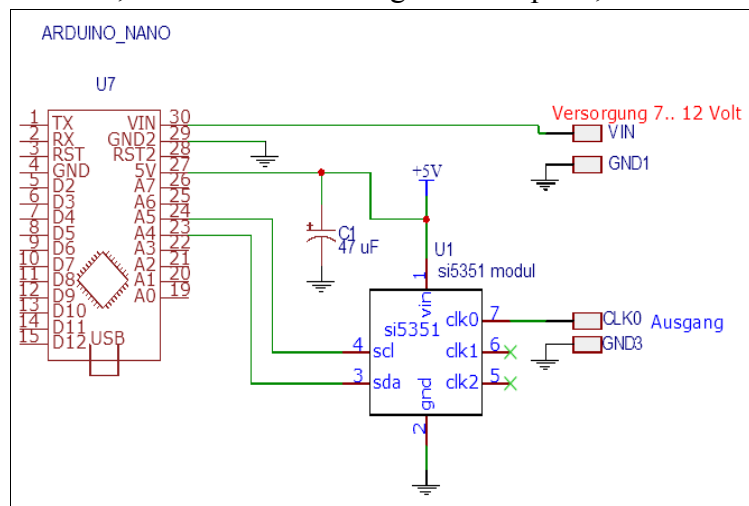 ARDUINO_NANO
U7
1 TX VIN 30
2 RX GND2 29
3 RST RST2 28
4 GND 5V 27
5 D2 A7 26
6 D3 A6 25
7 D4 A5 24
8 D5 A4 23
9 D6 A3 22
10 D7 A2 21
11 D8 A1 20
12 D9 A0 19
13 D10
14 D11
15 D12
USB
Versorgung 7.. 12 Volt
VIN
GND1
+5V
C1
47 uF
U1
si5351 modul
1
vin
si5351
clk0 7
clk1 6
clk2 5
4 scl
3 sda
gnd
2
CLK0 Ausgang
GND3